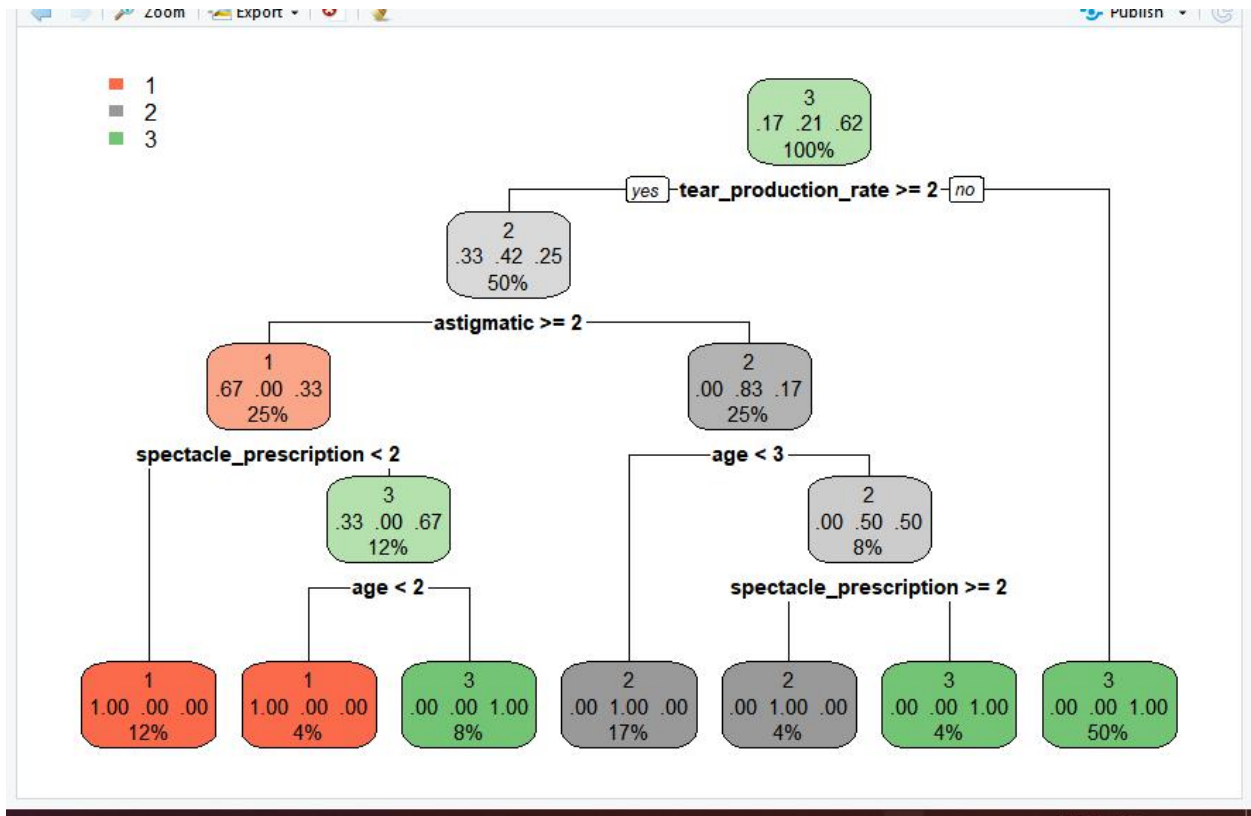 Zoom Export Publish
1
2
3
3
.17 .21 .62
100%
yes tear_production_rate >= 2 no
2
.33 .42 .25
50%
astigmatic >= 2
1
.67 .00 .33
25%
2
.00 .83 .17
25%
spectacle_prescription < 2
age < 3
3
.33 .00 .67
12%
2
.00 .50 .50
8%
age < 2
spectacle_prescription >= 2
1
1.00 .00 .00
12%
1
1.00 .00 .00
4%
3
.00 .00 1.00
8%
2
.00 1.00 .00
17%
2
.00 1.00 .00
4%
3
.00 .00 1.00
4%
3
.00 .00 1.00
50%